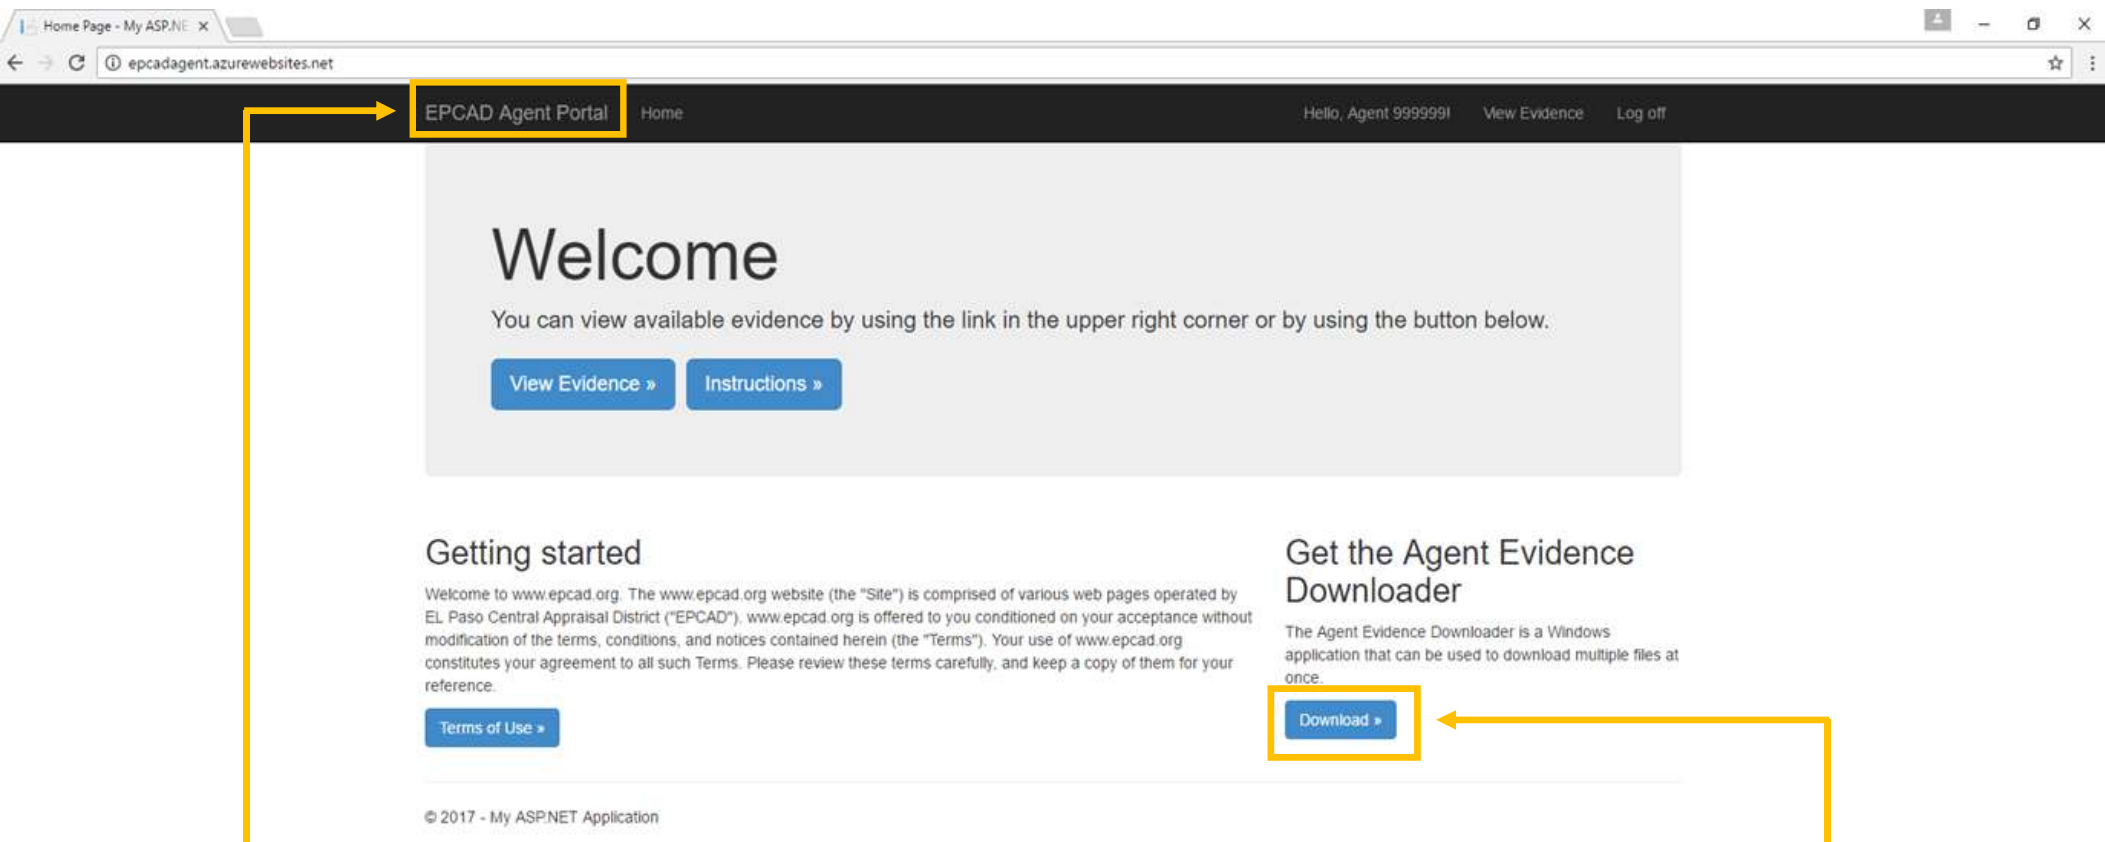 Home Page - My ASP.NE
epcadagent.azurewebsites.net
EPCAD Agent Portal Home Hello, Agent 999999! View Evidence Log off
Welcome
You can view available evidence by using the link in the upper right corner or by using the button below.
View Evidence » Instructions »
Getting started
Welcome to www.epcad.org. The www.epcad.org website (the "Site") is comprised of various web pages operated by
EL Paso Central Appraisal District ("EPCAD"). www.epcad.org is offered to you conditioned on your acceptance without
modification of the terms, conditions, and notices contained herein (the "Terms"). Your use of www.epcad.org
constitutes your agreement to all such Terms. Please review these terms carefully, and keep a copy of them for your
reference.
Terms of Use »
Get the Agent Evidence
Downloader
The Agent Evidence Downloader is a Windows
application that can be used to download multiple files at
once.
Download »
© 2017 - My ASP.NET Application